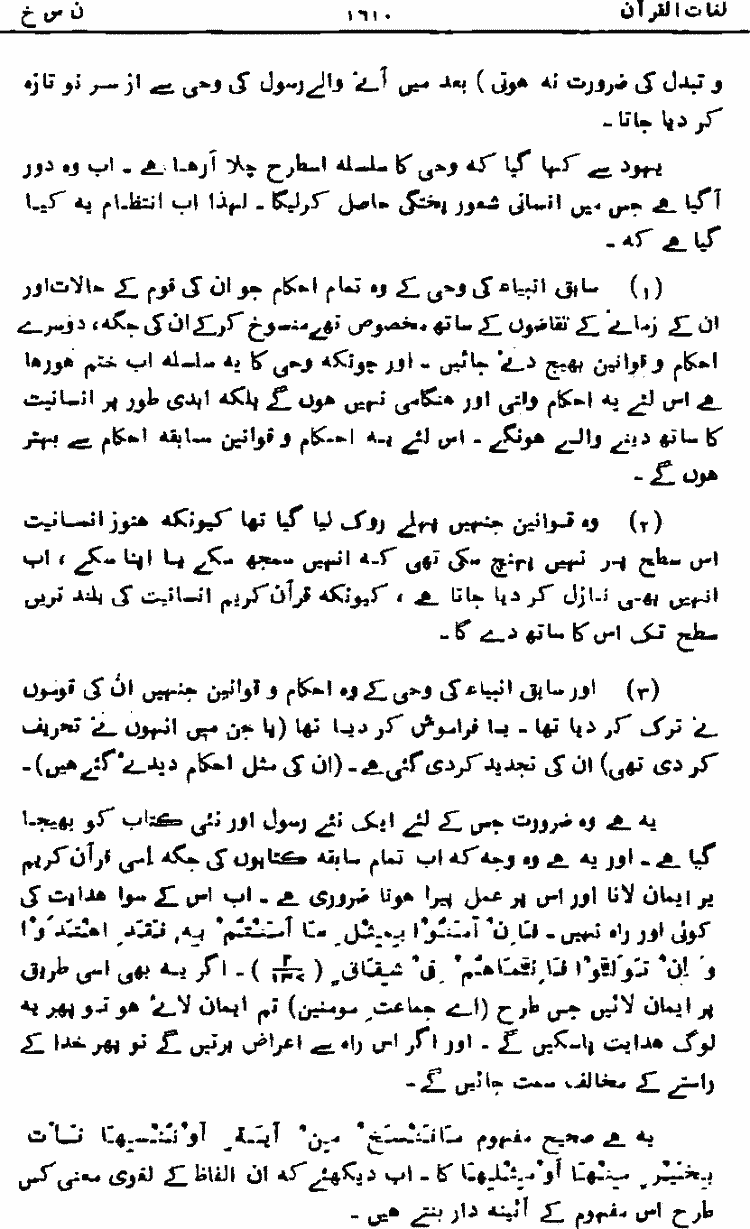 لغات القرآن ۱٦۱۰ ن س خ
و تبدل کی ضرورت نہ ہوتی) بعد میں آنے والے رسول کی وحی سے از سر نو تازہ
کر دیا جاتا ۔
یہود سے کہا گیا کہ وحی کا سلسلہ اسطرح چلا آرہا ہے ۔ اب وہ دور
آگیا ہے جس میں انسانی شعور پختگی حاصل کرلیگا ۔ لہذا اب انتظام یہ کیا
گیا ہے کہ ۔
(۱) سابق انبیاء کی وحی کے وہ تمام احکام جو ان کی قوم کے حالات اور
ان کے زمانے کے تقاضوں کے ساتھ مخصوص تھے منسوخ کرکے ان کی جگہ، دوسرے
احکام و قوانین بھیج دئے جائیں ۔ اور چونکہ وحی کا یہ سلسلہ اب ختم ہورہا
ہے اس لئے یہ احکام وقتی اور ہنگامی نہیں ہوں گے بلکہ ابدی طور پر انسانیت
کا ساتھ دینے والے ہونگے ۔ اس لئے یہ احکام و قوانین سابقہ احکام سے بہتر
ہوں گے ۔
(۲) وہ قوانین جنہیں پہلے روک لیا گیا تھا کیونکہ ہنوز انسانیت
اس سطح پر نہیں پہنچ سکی تھی کہ انہیں سمجھ سکے یا اپنا سکے ، اب
انہیں بھی نازل کر دیا جاتا ہے ، کیونکہ قرآن کریم انسانیت کی بلند ترین
سطح تک اس کا ساتھ دے گا ۔
(۳) اور سابق انبیاء کی وحی کے وہ احکام و قوانین جنہیں ان کی قوموں
نے ترک کر دیا تھا ۔ یا فراموش کر دیا تھا (یا جن میں انہوں نے تحریف
کر دی تھی) ان کی تجدید کردی گئی ہے ۔ (ان کی مثل احکام دیدئے گئے ہیں) ۔
یہ ہے وہ ضرورت جس کے لئے ایک نئے رسول اور نئی کتاب کو بھیجا
گیا ہے ۔ اور یہ ہے وہ وجہ کہ اب تمام سابقہ کتابوں کی جگہ اِسی قرآن کریم
پر ایمان لانا اور اس پر عمل پیرا ہونا ضروری ہے ۔ اب اس کے سوا ہدایت کی
کوئی اور راہ نہیں ۔ فَاِنْ اٰمَنُوْا بِمِثْلِ مَا اٰمَنْتُمْ بِهٖ فَقَدِ اهْتَدَوْا
وَ اِنْ تَوَلَّوْا فَاِنَّمَا هُمْ فِیْ شِقَاقٍ (۲/۱۳۷) ۔ اگر یہ بھی اسی طریق
پر ایمان لائیں جس طرح (اے جماعتِ مومنین) تم ایمان لائے ہو تو پھر یہ
لوگ ہدایت پاسکیں گے ۔ اور اگر اس راہ سے اعراض برتیں گے تو پھر خدا کے
راستے کے مخالف سمت جائیں گے ۔
یہ ہے صحیح مفہوم مَا نَنْسَخْ مِنْ اٰیَةٍ اَوْ نُنْسِهَا نَاْتِ
بِخَیْرٍ مِّنْهَا اَوْ مِثْلِهَا کا ۔ اب دیکھئے کہ ان الفاظ کے لغوی معنی کس
طرح اس مفہوم کے آئینہ دار بنتے ہیں ۔